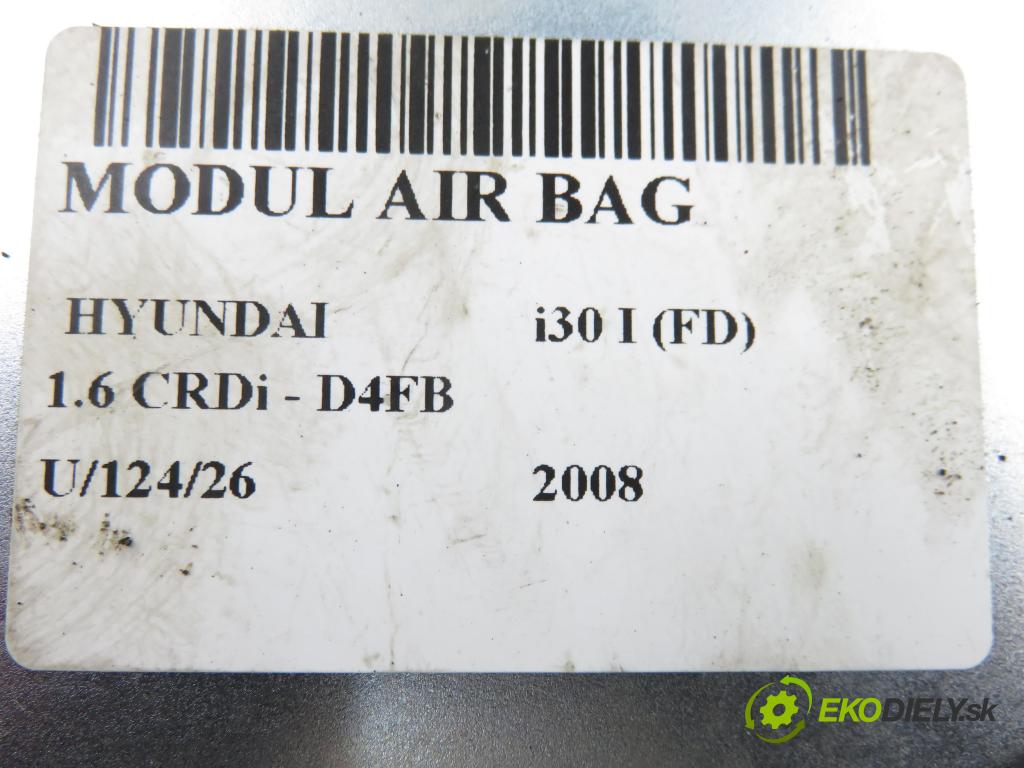 MODUL AIR BAG
HYUNDAI i30 I (FD)
1.6 CRDi - D4FB
U/124/26 2008
EKODIELY.sk